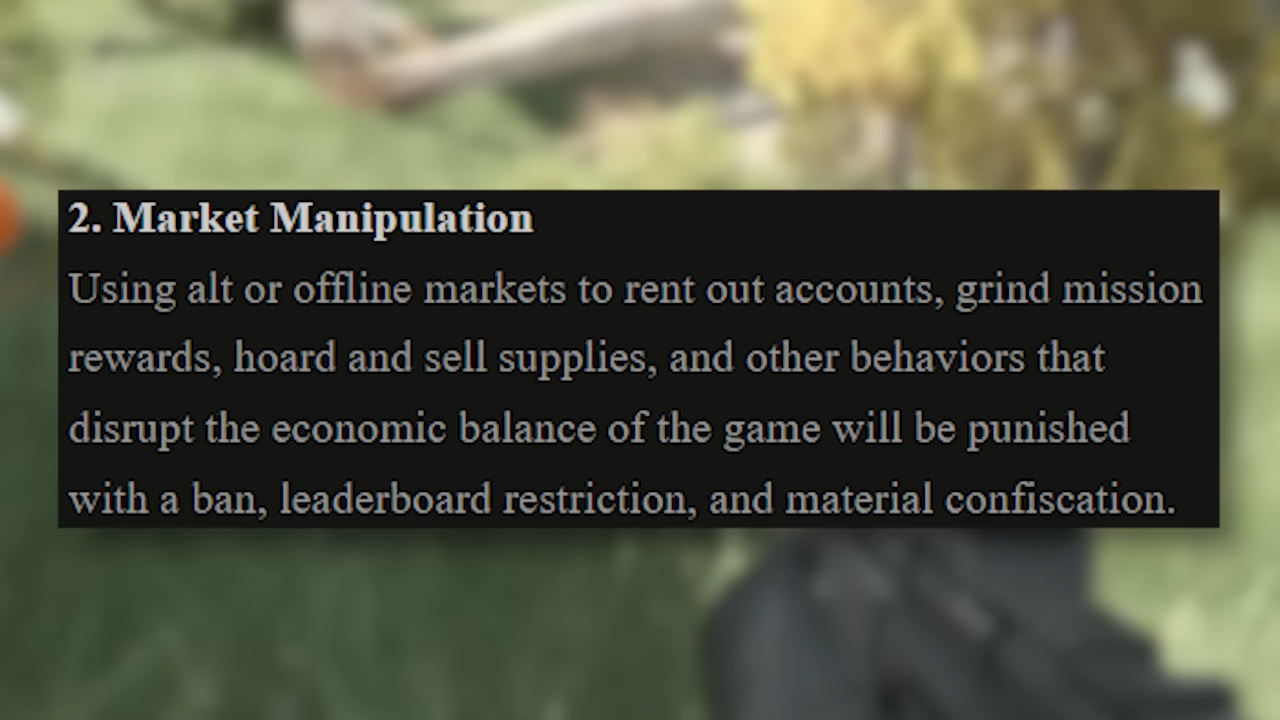 2. Market Manipulation
Using alt or offline markets to rent out accounts, grind mission
rewards, hoard and sell supplies, and other behaviors that
disrupt the economic balance of the game will be punished
with a ban, leaderboard restriction, and material confiscation.